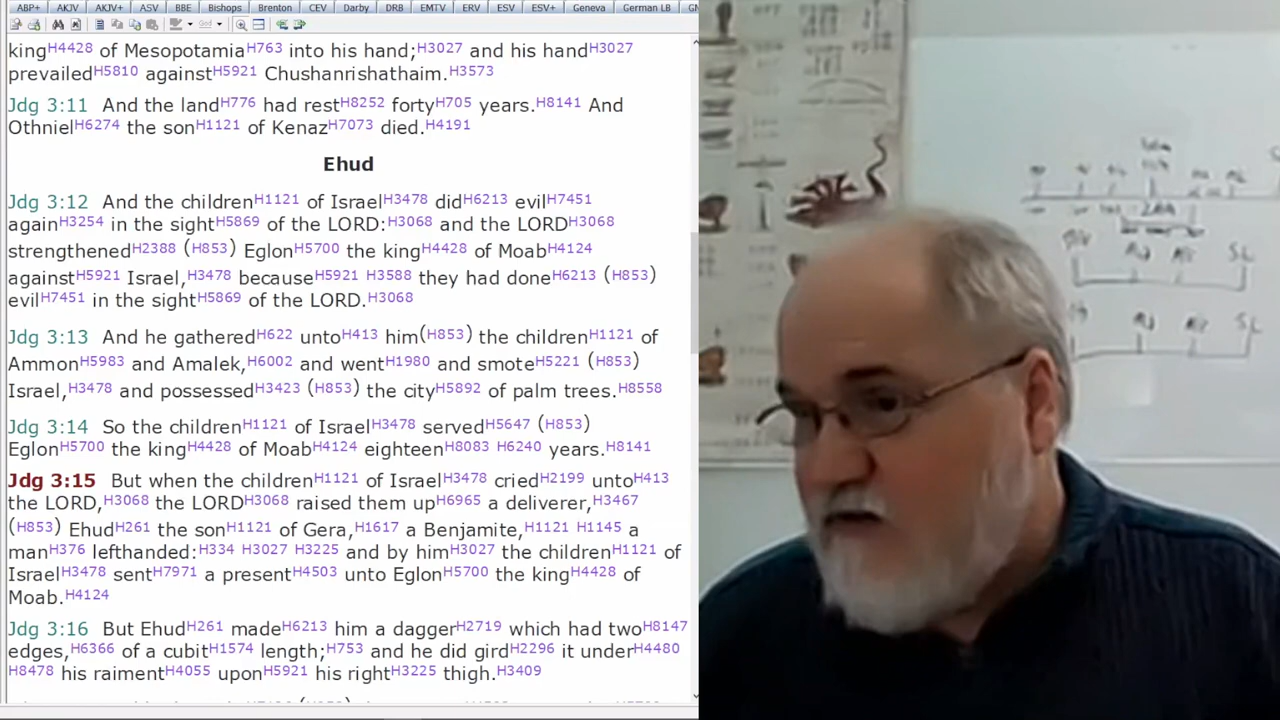 ABP+ AKJV AKJV+ ASV BBE Bishops Brenton CEV Darby DRB EMTV ERV ESV ESV+ Geneva German LB
kingH4428 of MesopotamiaH763 into his hand;H3027 and his handH3027
prevailedH5810 againstH5921 Chushanrishathaim.H3573
Jdg 3:11 And the landH776 had restH8252 fortyH705 years.H8141 And
OthnielH6274 the sonH1121 of KenazH7073 died.H4191
Ehud
Jdg 3:12 And the childrenH1121 of IsraelH3478 didH6213 evilH7451
againH3254 in the sightH5869 of the LORD:H3068 and the LORDH3068
strengthenedH2388 (H853) EglonH5700 the kingH4428 of MoabH4124
againstH5921 Israel,H3478 becauseH5921 H3588 they had doneH6213 (H853)
evilH7451 in the sightH5869 of the LORD.H3068
Jdg 3:13 And he gatheredH622 untoH413 him(H853) the childrenH1121 of
AmmonH5983 and Amalek,H6002 and wentH1980 and smoteH5221 (H853)
Israel,H3478 and possessedH3423 (H853) the cityH5892 of palm trees.H8558
Jdg 3:14 So the childrenH1121 of IsraelH3478 servedH5647 (H853)
EglonH5700 the kingH4428 of MoabH4124 eighteenH8083 H6240 years.H8141
Jdg 3:15 But when the childrenH1121 of IsraelH3478 criedH2199 untoH413
the LORD,H3068 the LORDH3068 raised them upH6965 a deliverer,H3467
(H853) EhudH261 the sonH1121 of Gera,H1617 a Benjamite,H1121 H1145 a
manH376 lefthanded:H334 H3027 H3225 and by himH3027 the childrenH1121 of
IsraelH3478 sentH7971 a presentH4503 unto EglonH5700 the kingH4428 of
Moab.H4124
Jdg 3:16 But EhudH261 madeH6213 him a daggerH2719 which had twoH8147
edges,H6366 of a cubitH1574 length;H753 and he did girdH2296 it underH4480
H8478 his raimentH4055 uponH5921 his rightH3225 thigh.H3409